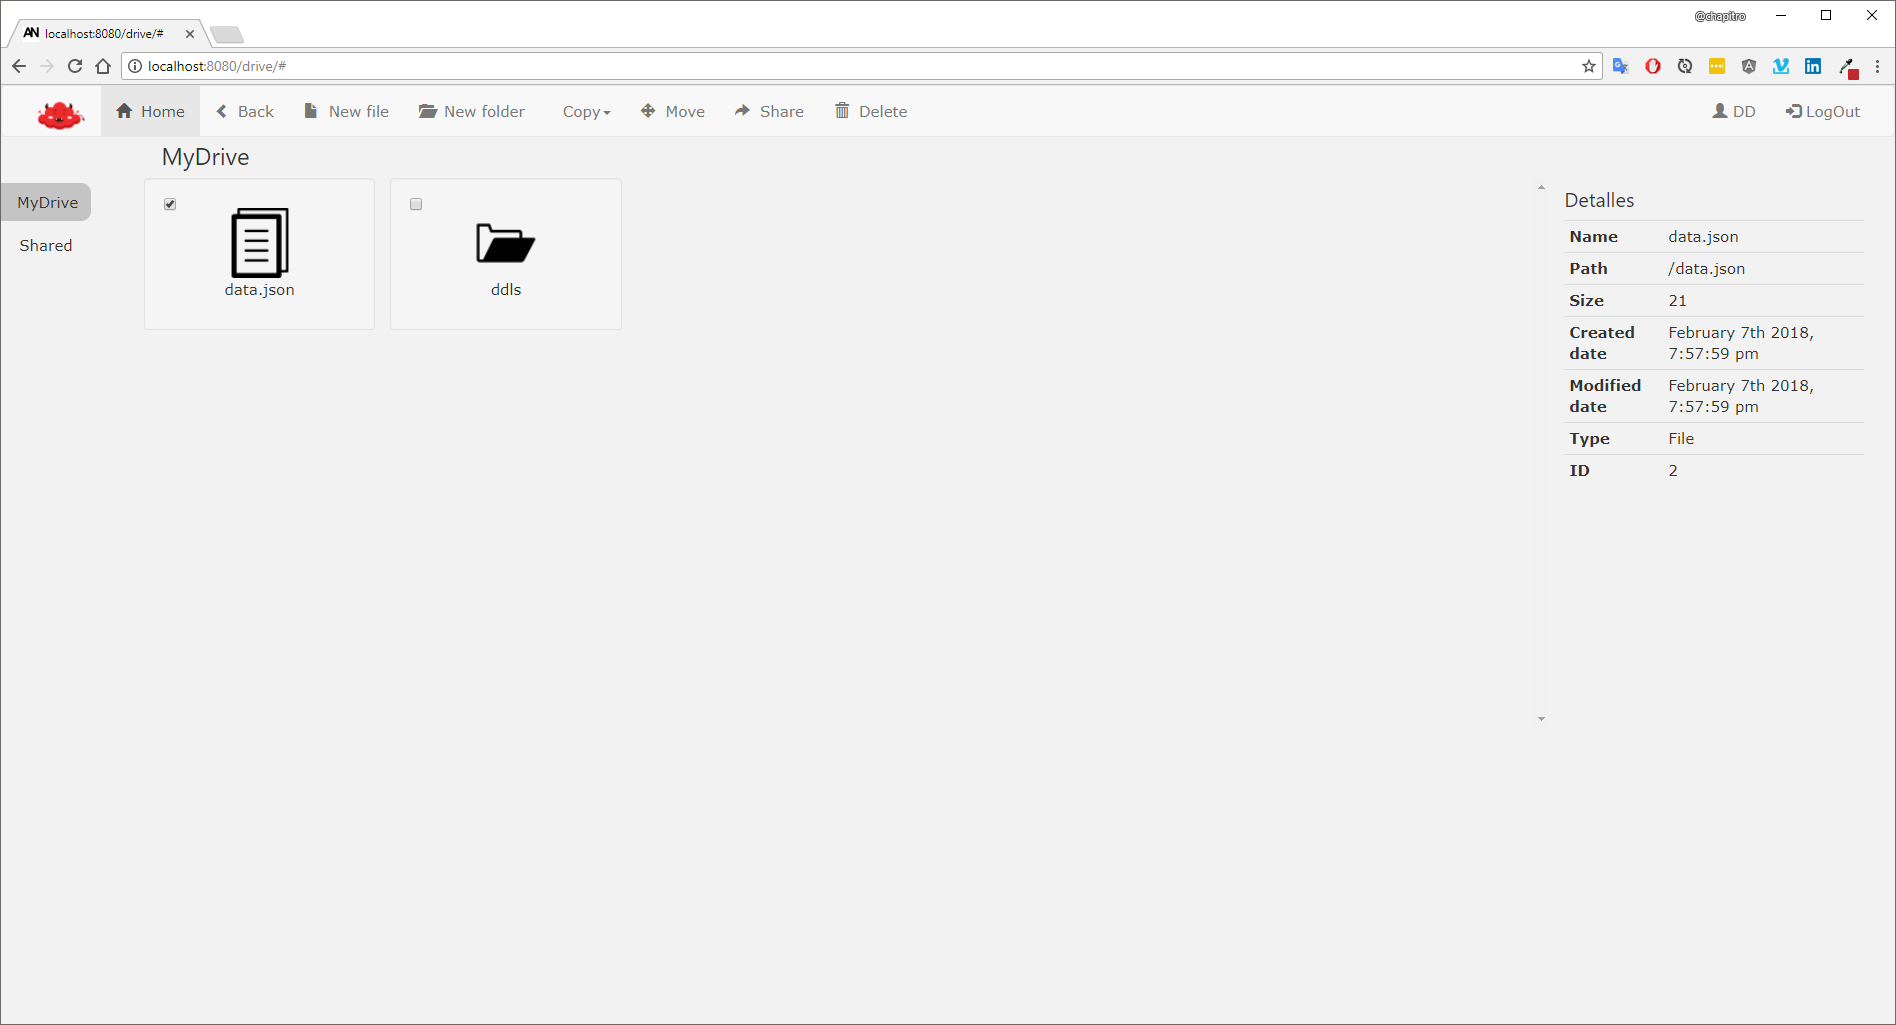 @chapitro
AN localhost:8080/drive/#
localhost:8080/drive/#
Home Back New file New folder Copy Move Share Delete DD LogOut
MyDrive
MyDrive
Shared
data.json
ddls
Detalles
Name data.json
Path /data.json
Size 21
Created date February 7th 2018, 7:57:59 pm
Modified date February 7th 2018, 7:57:59 pm
Type File
ID 2